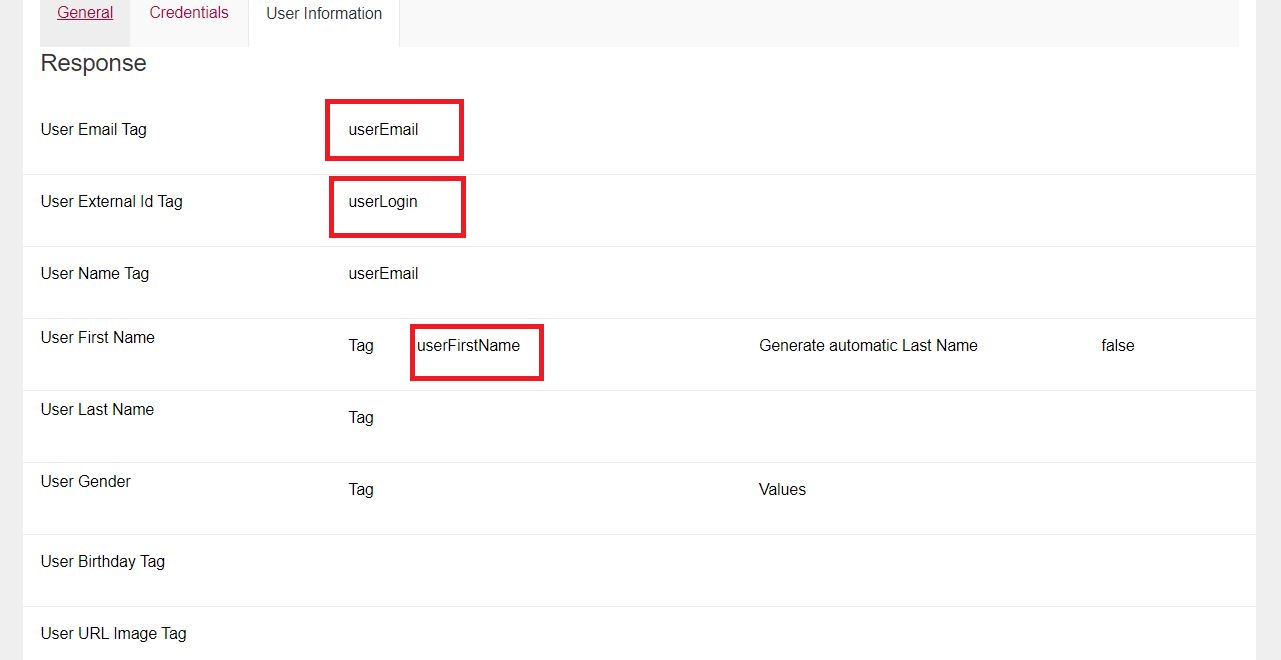 General Credentials User Information
Response
User Email Tag userEmail
User External Id Tag userLogin
User Name Tag userEmail
User First Name Tag userFirstName Generate automatic Last Name false
User Last Name Tag
User Gender Tag Values
User Birthday Tag
User URL Image Tag